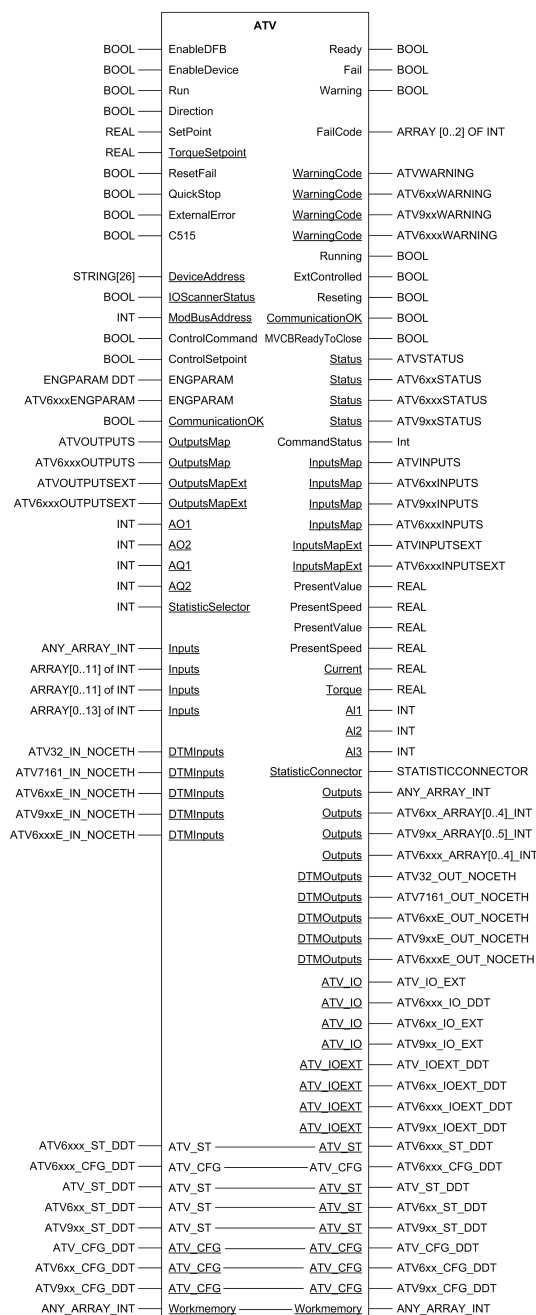 ATV
BOOL EnableDFB Ready BOOL
BOOL EnableDevice Fail BOOL
BOOL Run Warning BOOL
BOOL Direction
REAL SetPoint FailCode ARRAY [0..2] OF INT
REAL TorqueSetpoint
BOOL ResetFail WarningCode ATVWARNING
BOOL QuickStop WarningCode ATV6xxWARNING
BOOL ExternalError WarningCode ATV9xxWARNING
BOOL C515 WarningCode ATV6xxxWARNING
Running BOOL
STRING[26] DeviceAddress ExtControlled BOOL
BOOL IOScannerStatus Reseting BOOL
INT ModBusAddress CommunicationOK BOOL
BOOL ControlCommand MVCBReadyToClose BOOL
BOOL ControlSetpoint Status ATVSTATUS
ENGPARAM DDT ENGPARAM Status ATV6xxSTATUS
ATV6xxxENGPARAM ENGPARAM Status ATV6xxxSTATUS
BOOL CommunicationOK Status ATV9xxSTATUS
ATVOUTPUTS OutputsMap CommandStatus Int
ATV6xxxOUTPUTS OutputsMap InputsMap ATVINPUTS
ATVOUTPUTSEXT OutputsMapExt InputsMap ATV6xxINPUTS
ATV6xxxOUTPUTSEXT OutputsMapExt InputsMap ATV9xxINPUTS
INT AO1 InputsMap ATV6xxxINPUTS
INT AO2 InputsMapExt ATVINPUTSEXT
INT AQ1 InputsMapExt ATV6xxxINPUTSEXT
INT AQ2 PresentValue REAL
INT StatisticSelector PresentSpeed REAL
PresentValue REAL
ANY_ARRAY_INT Inputs PresentSpeed REAL
ARRAY[0..11] of INT Inputs Current REAL
ARRAY[0..11] of INT Inputs Torque REAL
ARRAY[0..13] of INT Inputs AI1 INT
AI2 INT
ATV32_IN_NOCETH DTMInputs AI3 INT
ATV7161_IN_NOCETH DTMInputs StatisticConnector STATISTICCONNECTOR
ATV6xxE_IN_NOCETH DTMInputs Outputs ANY_ARRAY_INT
ATV9xxE_IN_NOCETH DTMInputs Outputs ATV6xx_ARRAY[0..4]_INT
ATV6xxxE_IN_NOCETH DTMInputs Outputs ATV9xx_ARRAY[0..5]_INT
Outputs ATV6xxx_ARRAY[0..4]_INT
DTMOutputs ATV32_OUT_NOCETH
DTMOutputs ATV7161_OUT_NOCETH
DTMOutputs ATV6xxE_OUT_NOCETH
DTMOutputs ATV9xxE_OUT_NOCETH
DTMOutputs ATV6xxxE_OUT_NOCETH
ATV_IO ATV_IO_EXT
ATV_IO ATV6xxx_IO_DDT
ATV_IO ATV6xx_IO_EXT
ATV_IO ATV9xx_IO_EXT
ATV_IOEXT ATV_IOEXT_DDT
ATV_IOEXT ATV6xx_IOEXT_DDT
ATV_IOEXT ATV6xxx_IOEXT_DDT
ATV_IOEXT ATV9xx_IOEXT_DDT
ATV6xxx_ST_DDT ATV_ST ATV_ST ATV6xxx_ST_DDT
ATV6xxx_CFG_DDT ATV_CFG ATV_CFG ATV6xxx_CFG_DDT
ATV_ST_DDT ATV_ST ATV_ST ATV_ST_DDT
ATV6xx_ST_DDT ATV_ST ATV_ST ATV6xx_ST_DDT
ATV9xx_ST_DDT ATV_ST ATV_ST ATV9xx_ST_DDT
ATV_CFG_DDT ATV_CFG ATV_CFG ATV_CFG_DDT
ATV6xx_CFG_DDT ATV_CFG ATV_CFG ATV6xx_CFG_DDT
ATV9xx_CFG_DDT ATV_CFG ATV_CFG ATV9xx_CFG_DDT
ANY_ARRAY_INT Workmemory Workmemory ANY_ARRAY_INT